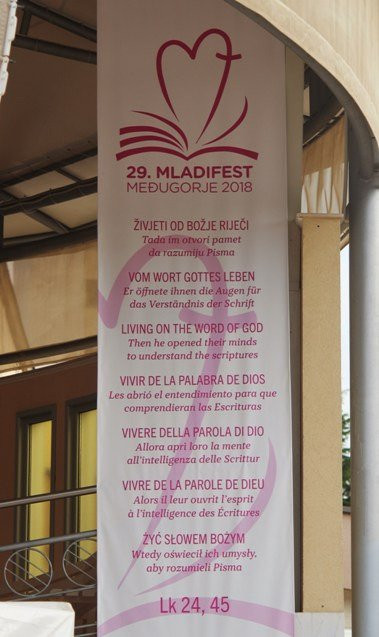 29. MLADIFEST
MEĐUGORJE 2018
ŽIVJETI OD BOŽJE RIJEČI
Tada im otvori pamet
da razumiju Pisma
VOM WORT GOTTES LEBEN
Er öffnete ihnen die Augen für
das Verständnis der Schrift
LIVING ON THE WORD OF GOD
Then he opened their minds
to understand the scriptures
VIVIR DE LA PALABRA DE DIOS
Les abrió el entendimiento para que
comprendieran las Escrituras
VIVERE DELLA PAROLA DI DIO
Allora aprì loro la mente
all'intelligenza delle Scrittur
VIVRE DE LA PAROLE DE DIEU
Alors il leur ouvrit l'esprit
à l'intelligence des Écritures
ŻYĆ SŁOWEM BOŻYM
Wtedy oświecił ich umysły,
aby rozumieli Pisma
Lk 24, 45